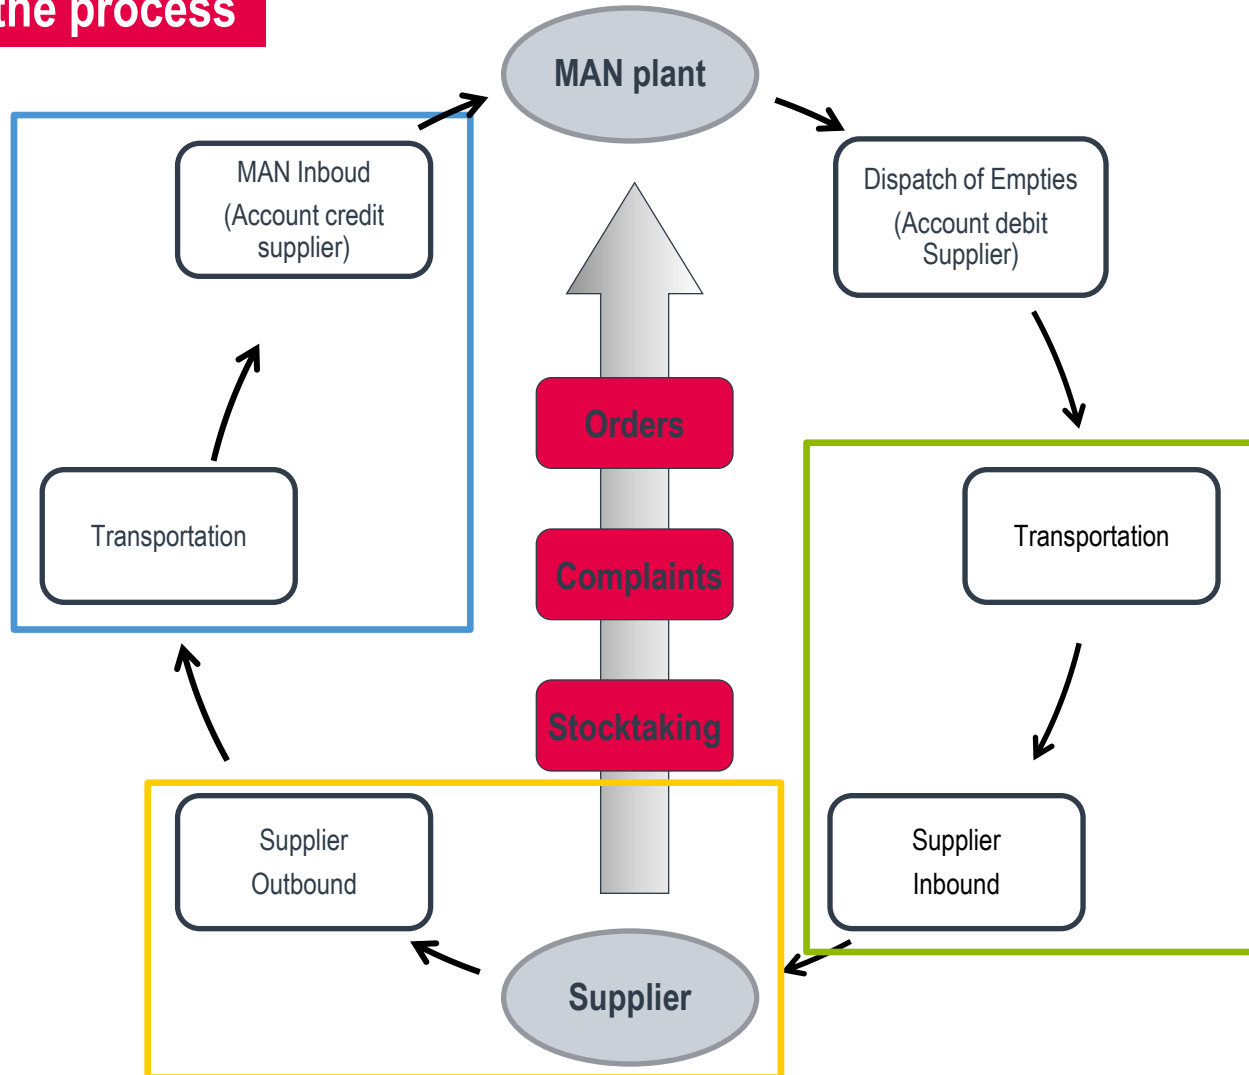 the process
MAN plant
MAN Inboud
(Account credit
supplier)
Dispatch of Empties
(Account debit
Supplier)
Orders
Transportation
Complaints
Transportation
Stocktaking
Supplier
Outbound
Supplier
Inbound
Supplier